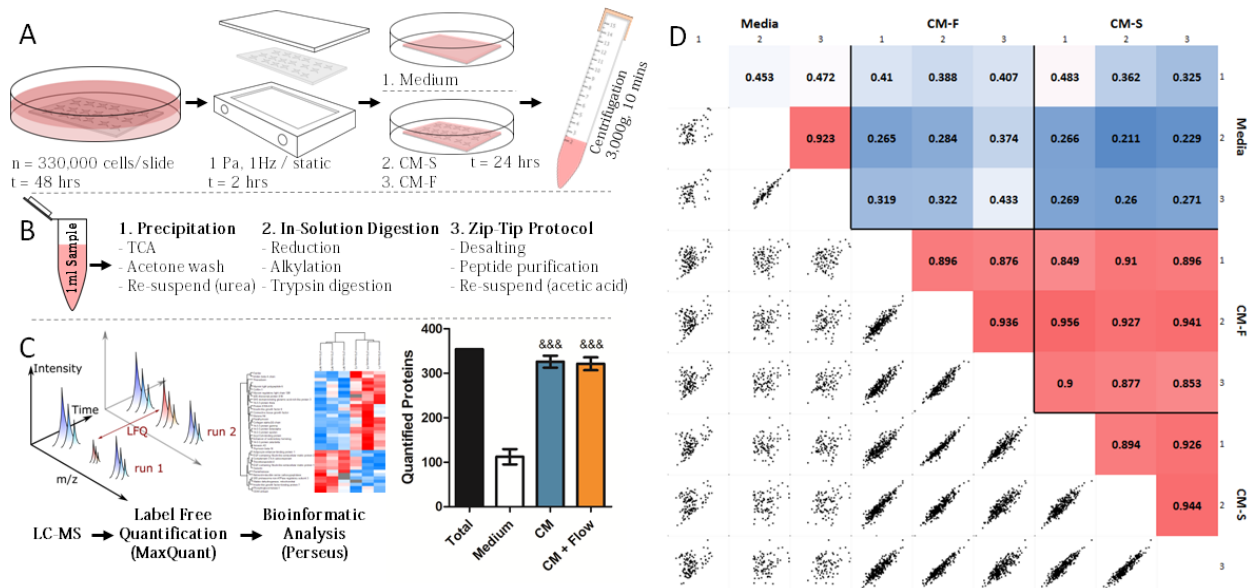 A
n = 330,000 cells/slide
t = 48 hrs
1 Pa, 1Hz / static
t = 2 hrs
1. Medium
2. CM-S
3. CM-F
t = 24 hrs
Centrifugation
3,000g, 10 mins
B
1ml Sample
1. Precipitation
- TCA
- Acetone wash
- Re-suspend (urea)
2. In-Solution Digestion
- Reduction
- Alkylation
- Trypsin digestion
3. Zip-Tip Protocol
- Desalting
- Peptide purification
- Re-suspend (acetic acid)
C
Intensity
Time
LFQ
run 2
run 1
m/z
LC-MS
Label Free
Quantification
(MaxQuant)
Bioinformatic
Analysis
(Perseus)
Quantified Proteins
400
300
200
100
0
&&&
&&&
Total
Medium
CM
CM + Flow
D
Media
CM-F
CM-S
1 2 3 1 2 3 1 2 3
0.453 0.472 0.41 0.388 0.407 0.483 0.362 0.325 1
0.923 0.265 0.284 0.374 0.266 0.211 0.229 2
Media
0.319 0.322 0.433 0.269 0.26 0.271 3
0.896 0.876 0.849 0.91 0.896 1
0.936 0.956 0.927 0.941 2
CM-F
0.9 0.877 0.853 3
0.894 0.926 1
0.944 2
CM-S
3